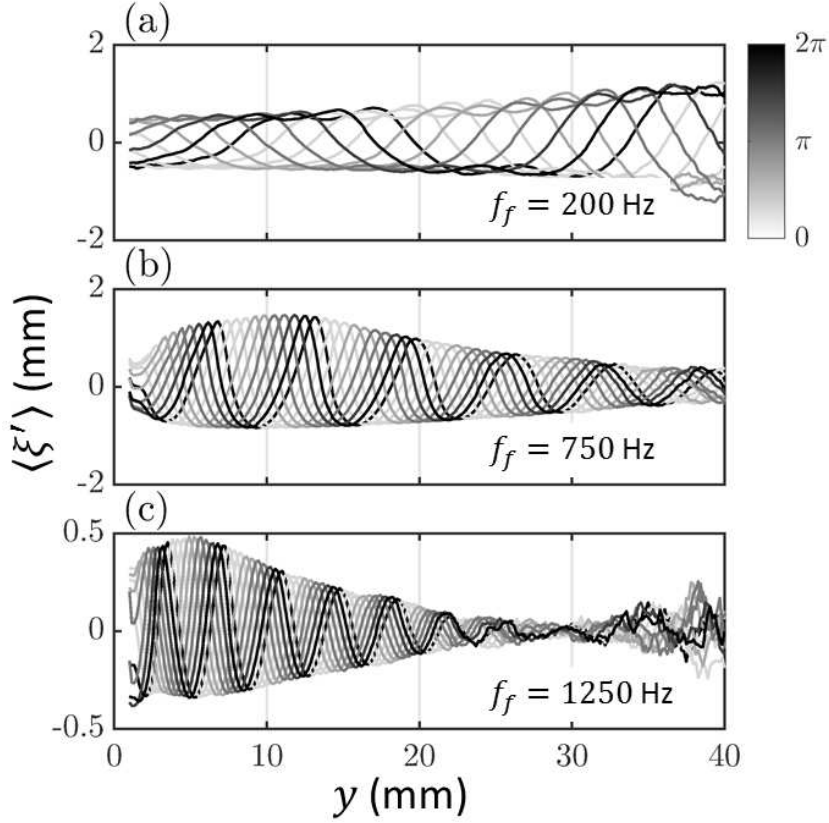 (a)
2
0
-2
f_f = 200 Hz
2π
π
0
(b)
2
0
-2
f_f = 750 Hz
⟨ξ′⟩ (mm)
(c)
0.5
0
-0.5
f_f = 1250 Hz
0 10 20 30 40
y (mm)